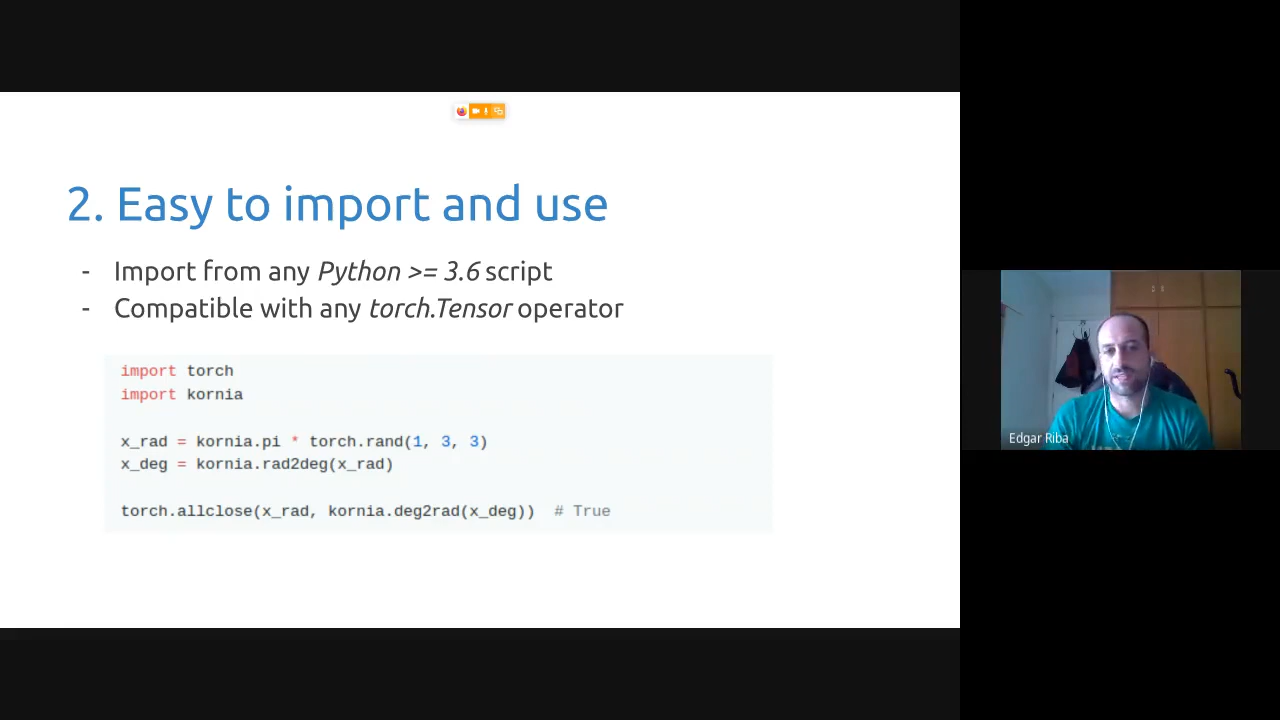 2. Easy to import and use
- Import from any Python >= 3.6 script
- Compatible with any torch.Tensor operator
import torch
import kornia
x_rad = kornia.pi * torch.rand(1, 3, 3)
x_deg = kornia.rad2deg(x_rad)
torch.allclose(x_rad, kornia.deg2rad(x_deg))  # True
Edgar Riba